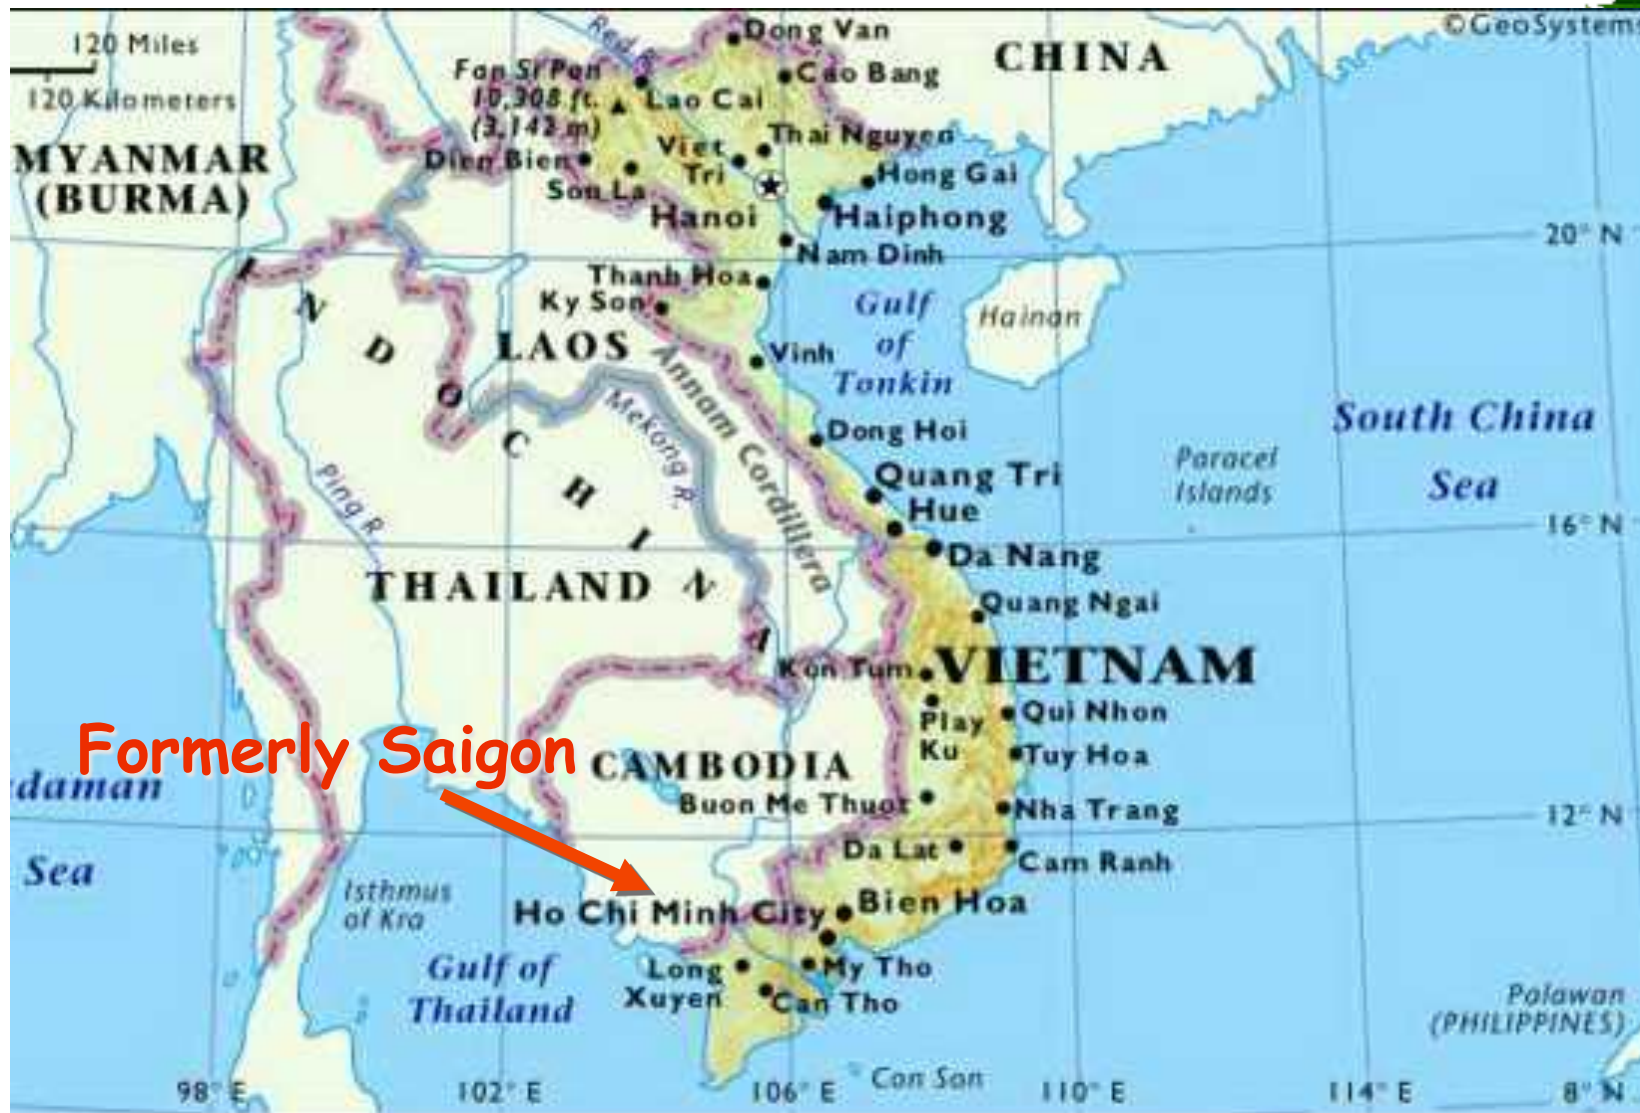 Dong Van
©GeoSystems
120 Miles
Red R.
CHINA
Fan Si Pan
10,308 ft.
(3,142 m)
Cao Bang
120 Kilometers
Lao Cai
Thai Nguyen
MYANMAR
(BURMA)
Viet
Tri
Dien Bien
Son La
Hong Gai
Hanoi
Haiphong
20° N
Nam Dinh
Thanh Hoa
Ky Son
Gulf
of
Tonkin
Hainan
INDOCHINA
LAOS
Vinh
Annam Cordillera
Mekong R.
South China
Sea
Dong Hoi
Paracel
Islands
Ping R.
Quang Tri
Hue
16° N
Da Nang
THAILAND
Quang Ngai
Kon Tum
VIETNAM
Play
Ku
Qui Nhon
Formerly Saigon
CAMBODIA
Tuy Hoa
daman
Sea
Buon Me Thuot
Nha Trang
12° N
Da Lat
Cam Ranh
Isthmus
of Kra
Ho Chi Minh City
Bien Hoa
Gulf of
Thailand
Long
Xuyen
My Tho
Can Tho
Palawan
(PHILIPPINES)
Con Son
98° E
102° E
106° E
110° E
114° E
8° N